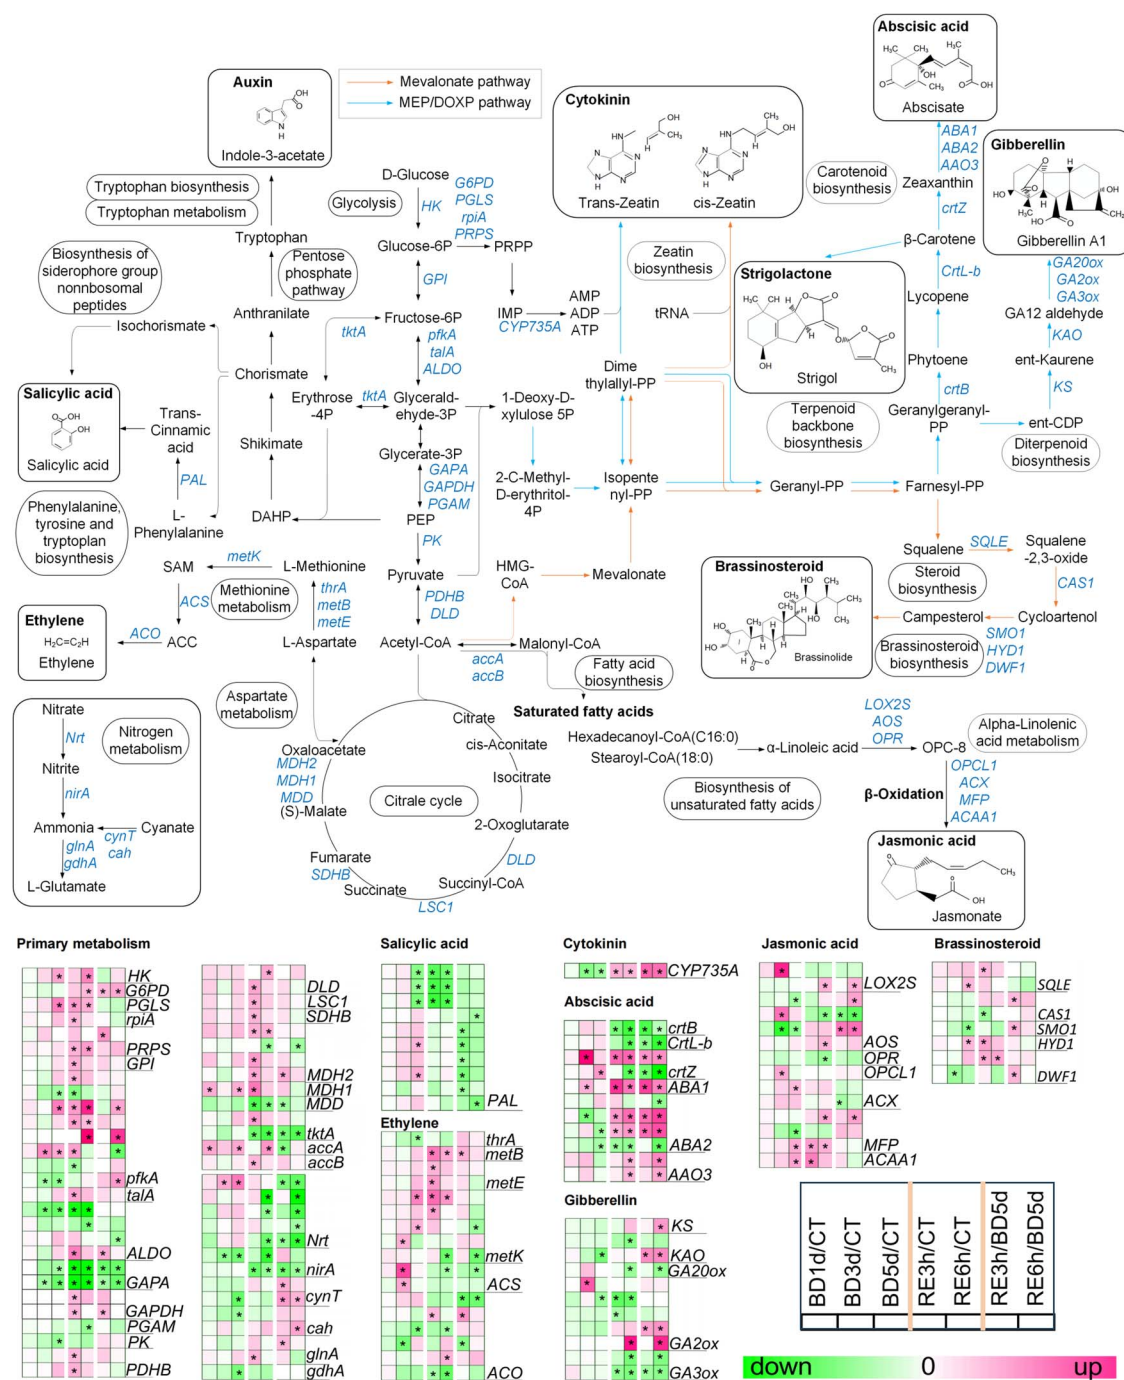 Auxin
Indole-3-acetate
Mevalonate pathway
MEP/DOXP pathway
Cytokinin
Trans-Zeatin
cis-Zeatin
Abscisic acid
Abscisate
ABA1
ABA2
AAO3
Gibberellin
Gibberellin A1
Tryptophan biosynthesis
Tryptophan metabolism
Tryptophan
D-Glucose
Glycolysis
HK
G6PD
PGLS
rpiA
PRPS
Glucose-6P
PRPP
Carotenoid
biosynthesis
Zeaxanthin
crtZ
β-Carotene
Biosynthesis of
siderophore group
nonnbosomal
peptides
Pentose
phosphate
pathway
GPI
Zeatin
biosynthesis
Strigolactone
Strigol
CrtL-b
Lycopene
GA20ox
GA2ox
GA3ox
GA12 aldehyde
Isochorismate
Anthranilate
Fructose-6P
tktA
IMP
CYP735A
AMP
ADP
ATP
tRNA
pfkA
talA
ALDO
KAO
Phytoene
ent-Kaurene
Chorismate
Dime
thylallyl-PP
crtB
KS
Salicylic acid
Salicylic acid
Trans-
Cinnamic
acid
Erythrose
-4P
tktA
Glycerald-
ehyde-3P
1-Deoxy-D-
xylulose 5P
Terpenoid
backbone
biosynthesis
Geranylgeranyl-
PP
ent-CDP
Diterpenoid
biosynthesis
Shikimate
Glycerate-3P
PAL
GAPA
GAPDH
PGAM
2-C-Methyl-
D-erythritol-
4P
Isopente
nyl-PP
Geranyl-PP
Farnesyl-PP
Phenylalanine,
tyrosine and
tryptoplan
biosynthesis
L-
Phenylalanine
DAHP
PEP
PK
Squalene
SQLE
Squalene
-2,3-oxide
SAM
metK
L-Methionine
Methionine
metabolism
thrA
metB
metE
Pyruvate
HMG-
CoA
Mevalonate
Brassinosteroid
Brassinolide
Steroid
biosynthesis
CAS1
PDHB
DLD
ACS
Campesterol
Cycloartenol
SMO1
HYD1
DWF1
Brassinosteroid
biosynthesis
Ethylene
H₂C=C₂H
Ethylene
ACO
ACC
L-Aspartate
Acetyl-CoA
Malonyl-CoA
accA
accB
Fatty acid
biosynthesis
Saturated fatty acids
Aspartate
metabolism
Nitrate
Nrt
Nitrogen
metabolism
Nitrite
nirA
Ammonia
Cyanate
cynT
cah
glnA
gdhA
L-Glutamate
Citrate
cis-Aconitate
Isocitrate
2-Oxoglutarate
DLD
Succinyl-CoA
LSC1
Succinate
SDHB
Fumarate
(S)-Malate
Oxaloacetate
MDH2
MDH1
MDD
Citrale cycle
Hexadecanoyl-CoA(C16:0)
Stearoyl-CoA(18:0)
Biosynthesis of
unsaturated fatty acids
α-Linoleic acid
LOX2S
AOS
OPR
OPC-8
Alpha-Linolenic
acid metabolism
β-Oxidation
OPCL1
ACX
MFP
ACAA1
Jasmonic acid
Jasmonate
Primary metabolism
HK
G6PD
PGLS
rpiA
PRPS
GPI
pfkA
talA
ALDO
GAPA
GAPDH
PGAM
PK
PDHB
DLD
LSC1
SDHB
MDH2
MDH1
MDD
tktA
accA
accB
Nrt
nirA
cynT
cah
glnA
gdhA
Salicylic acid
PAL
Ethylene
thrA
metB
metE
metK
ACS
ACO
Cytokinin
CYP735A
Abscisic acid
crtB
CrtL-b
crtZ
ABA1
ABA2
AAO3
Gibberellin
KS
KAO
GA20ox
GA2ox
GA3ox
Jasmonic acid
LOX2S
AOS
OPR
OPCL1
ACX
MFP
ACAA1
Brassinosteroid
SQLE
CAS1
SMO1
HYD1
DWF1
BD1d/CT
BD3d/CT
BD5d/CT
RE3h/CT
RE6h/CT
RE3h/BD5d
RE6h/BD5d
down 0 up